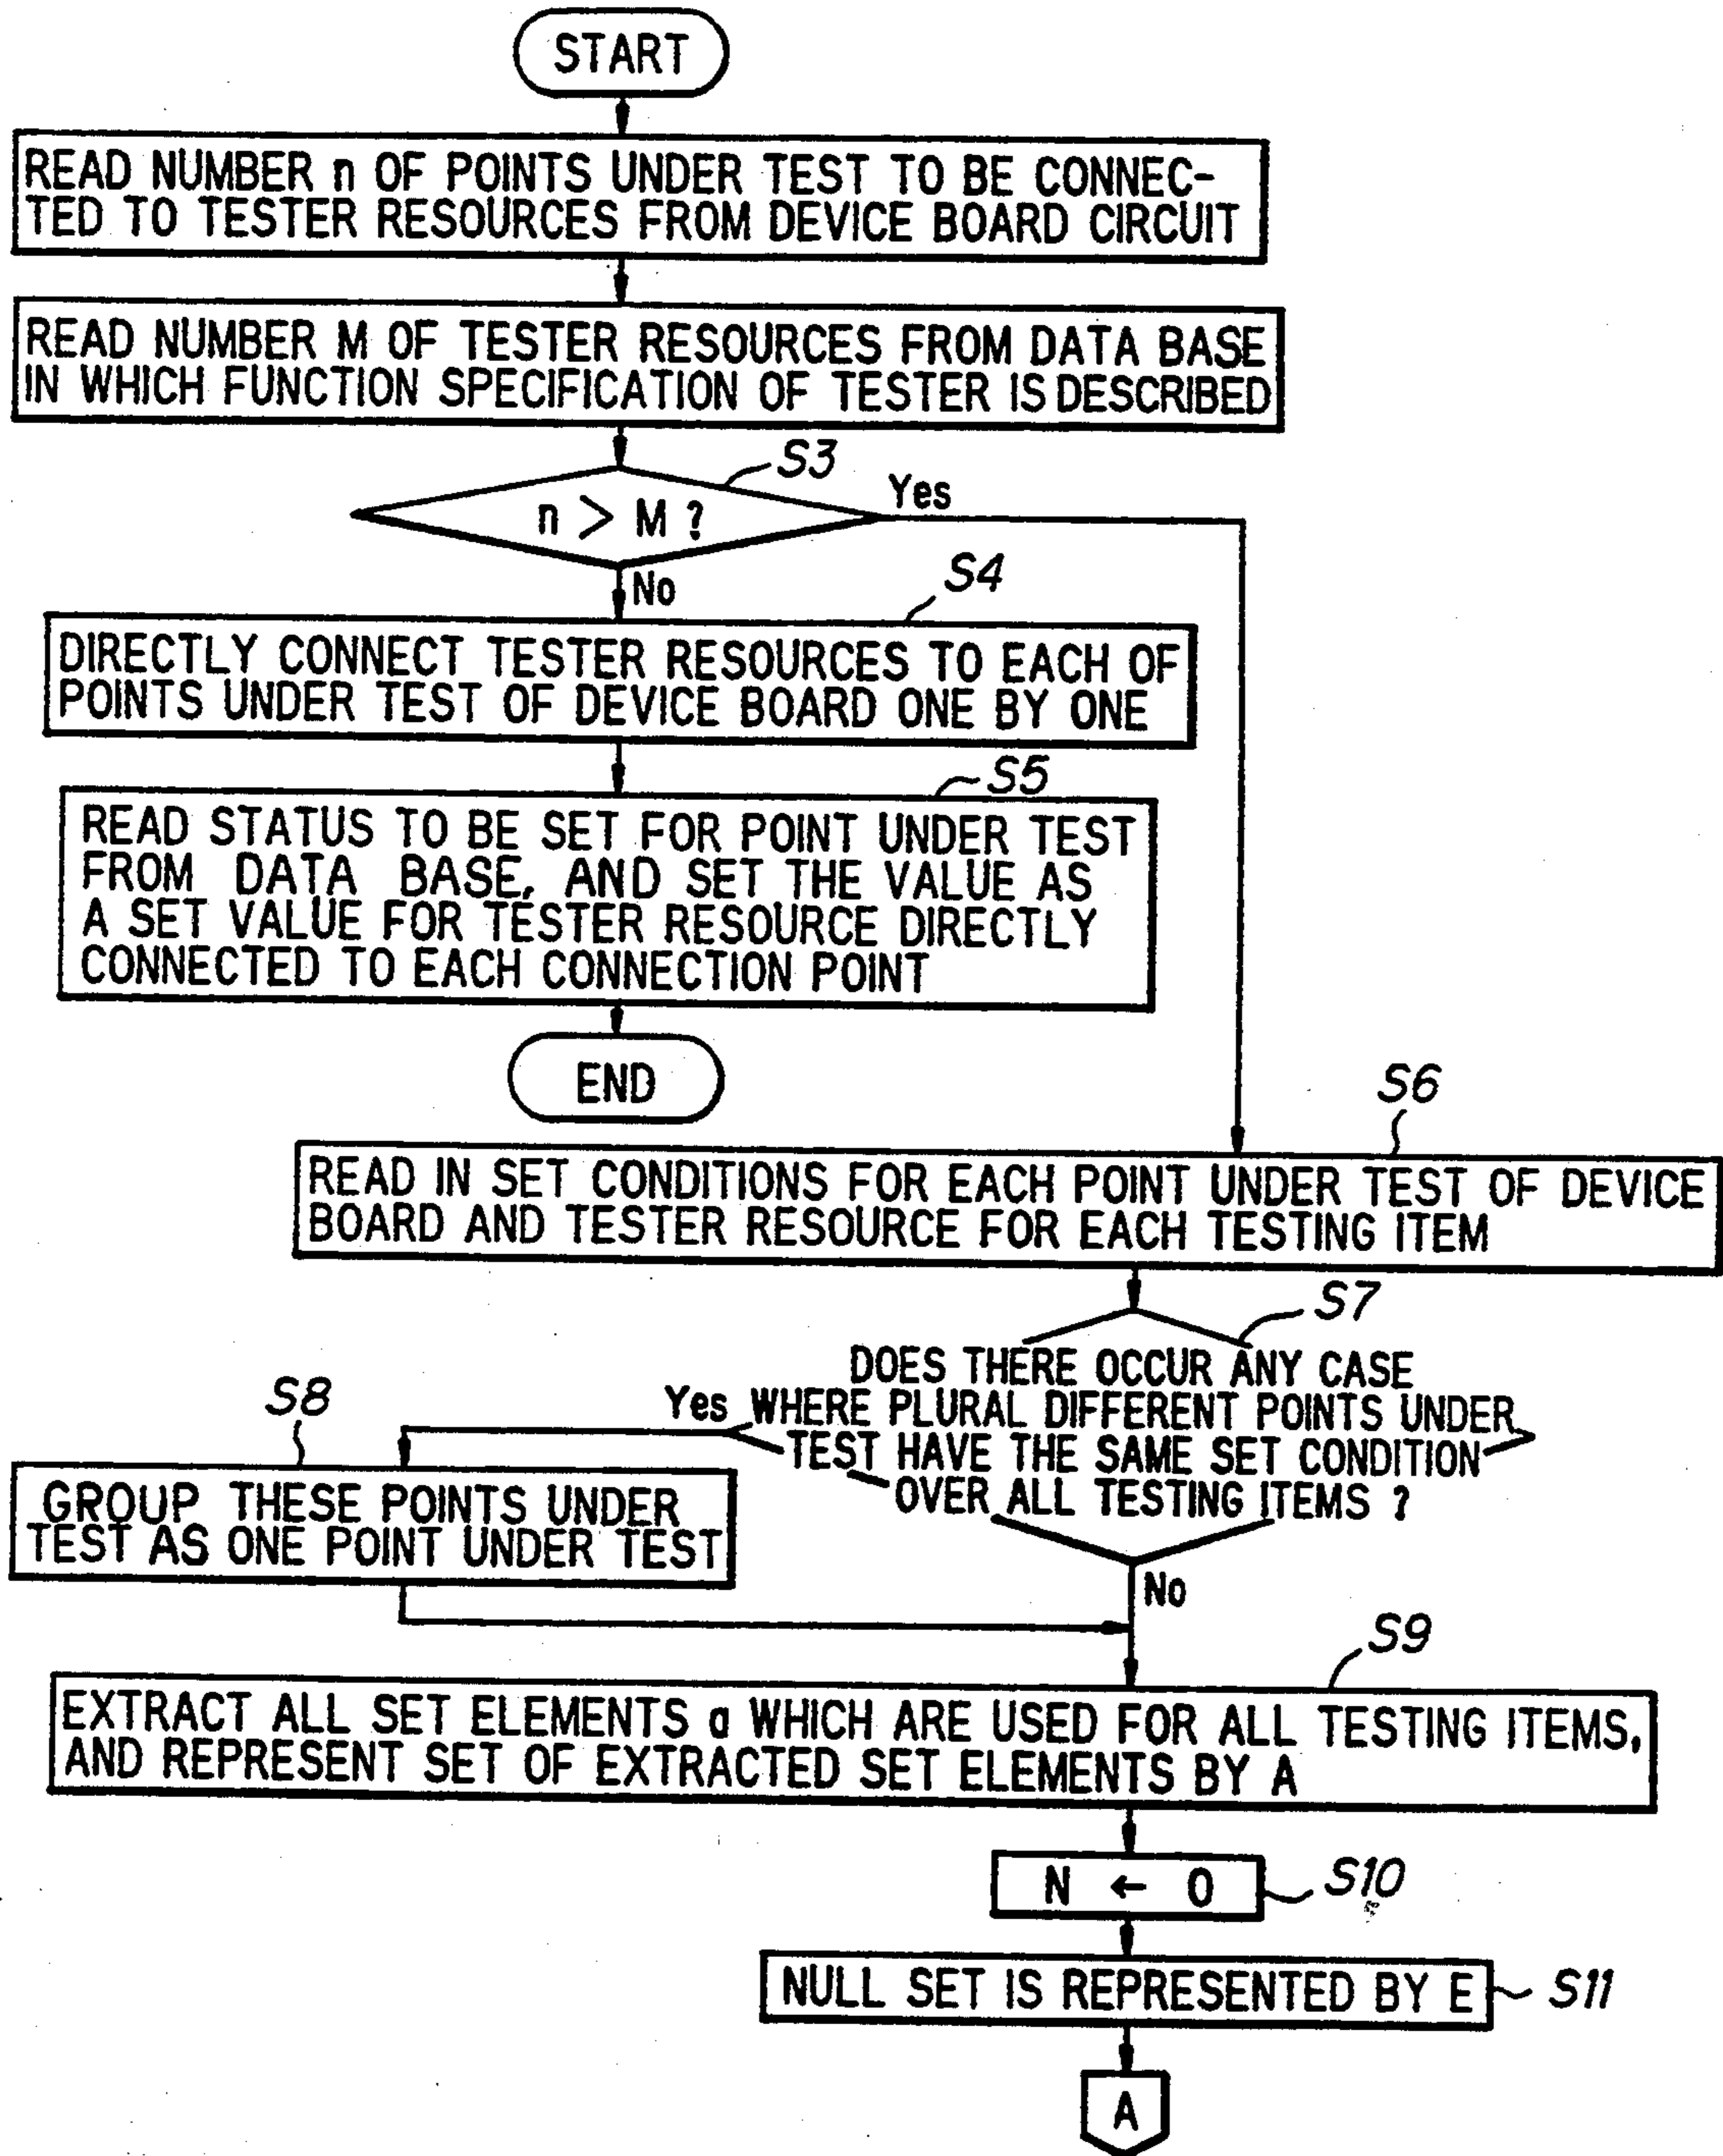 START
READ NUMBER n OF POINTS UNDER TEST TO BE CONNEC-
TED TO TESTER RESOURCES FROM DEVICE BOARD CIRCUIT
READ NUMBER M OF TESTER RESOURCES FROM DATA BASE
IN WHICH FUNCTION SPECIFICATION OF TESTER IS DESCRIBED
S3
n > M ?
Yes
No
S4
DIRECTLY CONNECT TESTER RESOURCES TO EACH OF
POINTS UNDER TEST OF DEVICE BOARD ONE BY ONE
S5
READ STATUS TO BE SET FOR POINT UNDER TEST
FROM DATA BASE, AND SET THE VALUE AS
A SET VALUE FOR TESTER RESOURCE DIRECTLY
CONNECTED TO EACH CONNECTION POINT
END
S6
READ IN SET CONDITIONS FOR EACH POINT UNDER TEST OF DEVICE
BOARD AND TESTER RESOURCE FOR EACH TESTING ITEM
S7
DOES THERE OCCUR ANY CASE
WHERE PLURAL DIFFERENT POINTS UNDER
TEST HAVE THE SAME SET CONDITION
OVER ALL TESTING ITEMS ?
Yes
S8
GROUP THESE POINTS UNDER
TEST AS ONE POINT UNDER TEST
No
S9
EXTRACT ALL SET ELEMENTS a WHICH ARE USED FOR ALL TESTING ITEMS,
AND REPRESENT SET OF EXTRACTED SET ELEMENTS BY A
N ← O
S10
NULL SET IS REPRESENTED BY E
S11
A